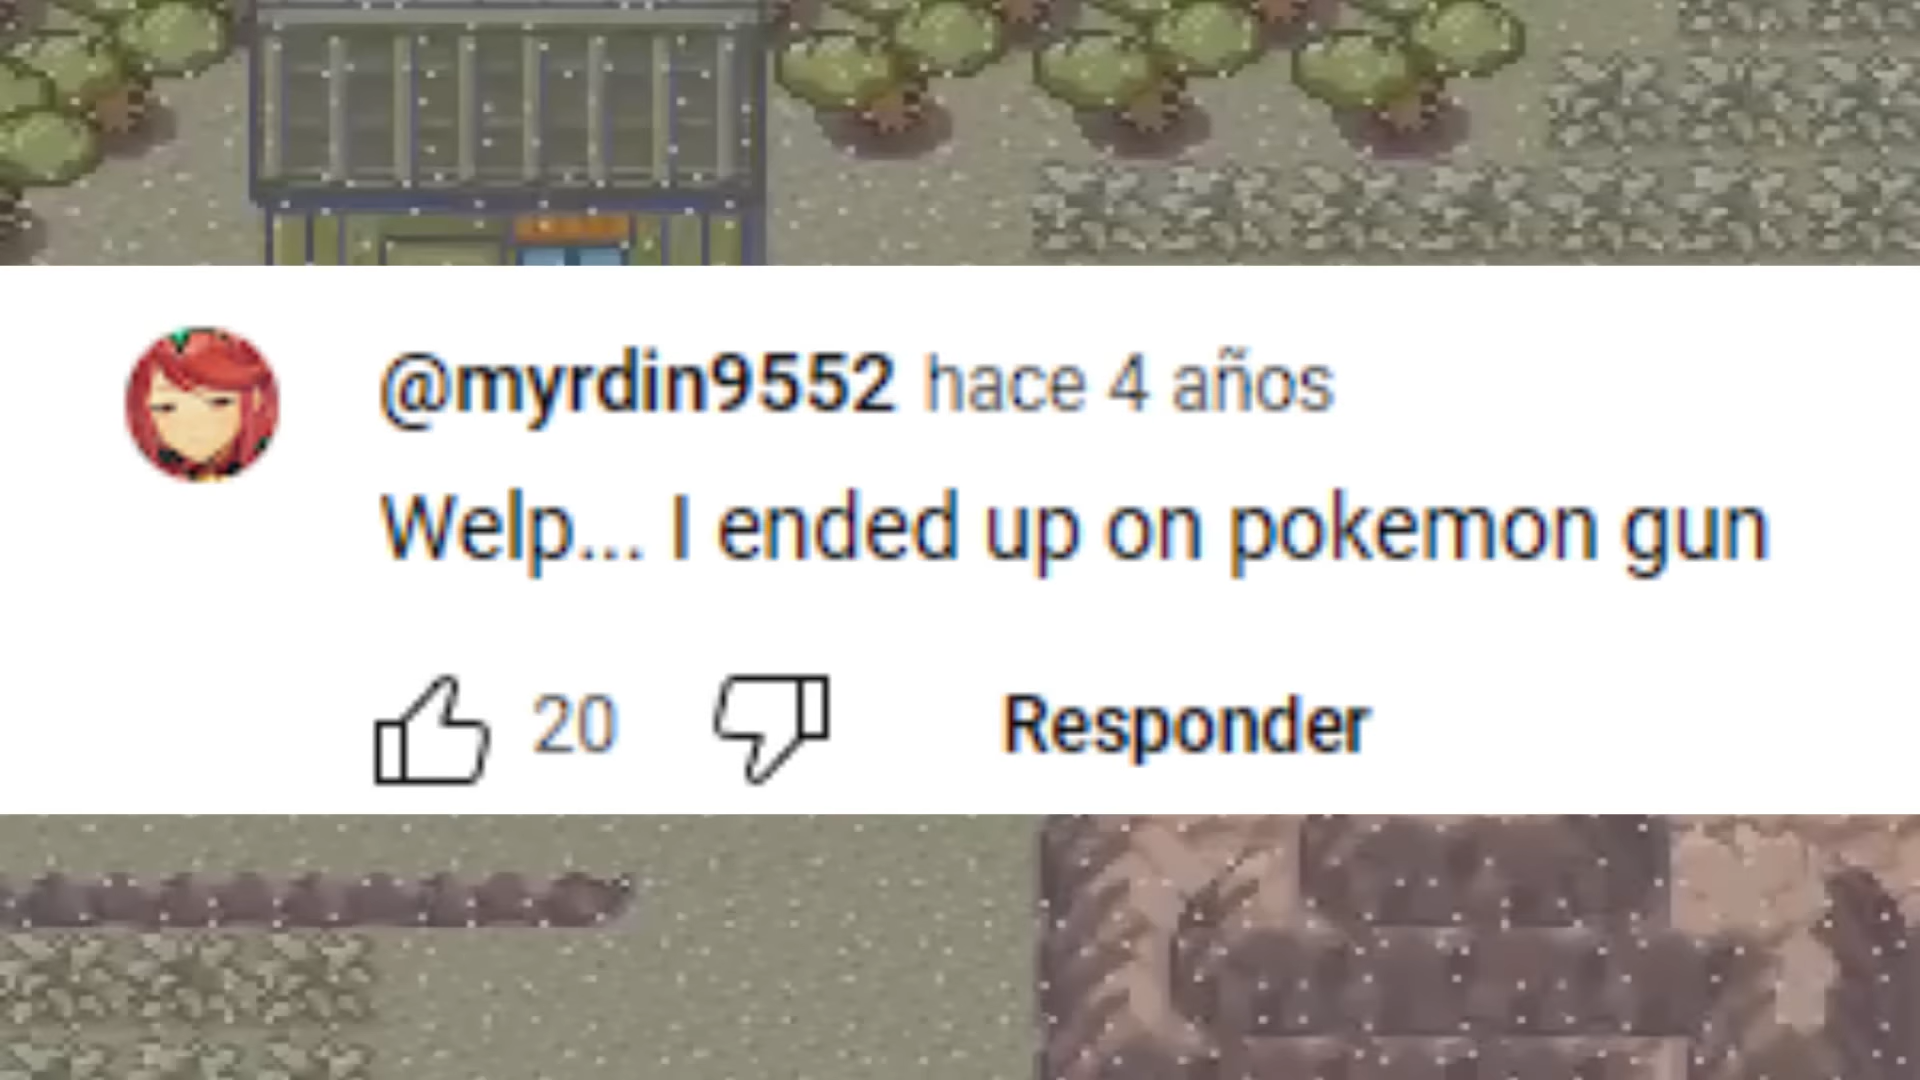 @myrdin9552 hace 4 años
Welp... I ended up on pokemon gun
20 Responder